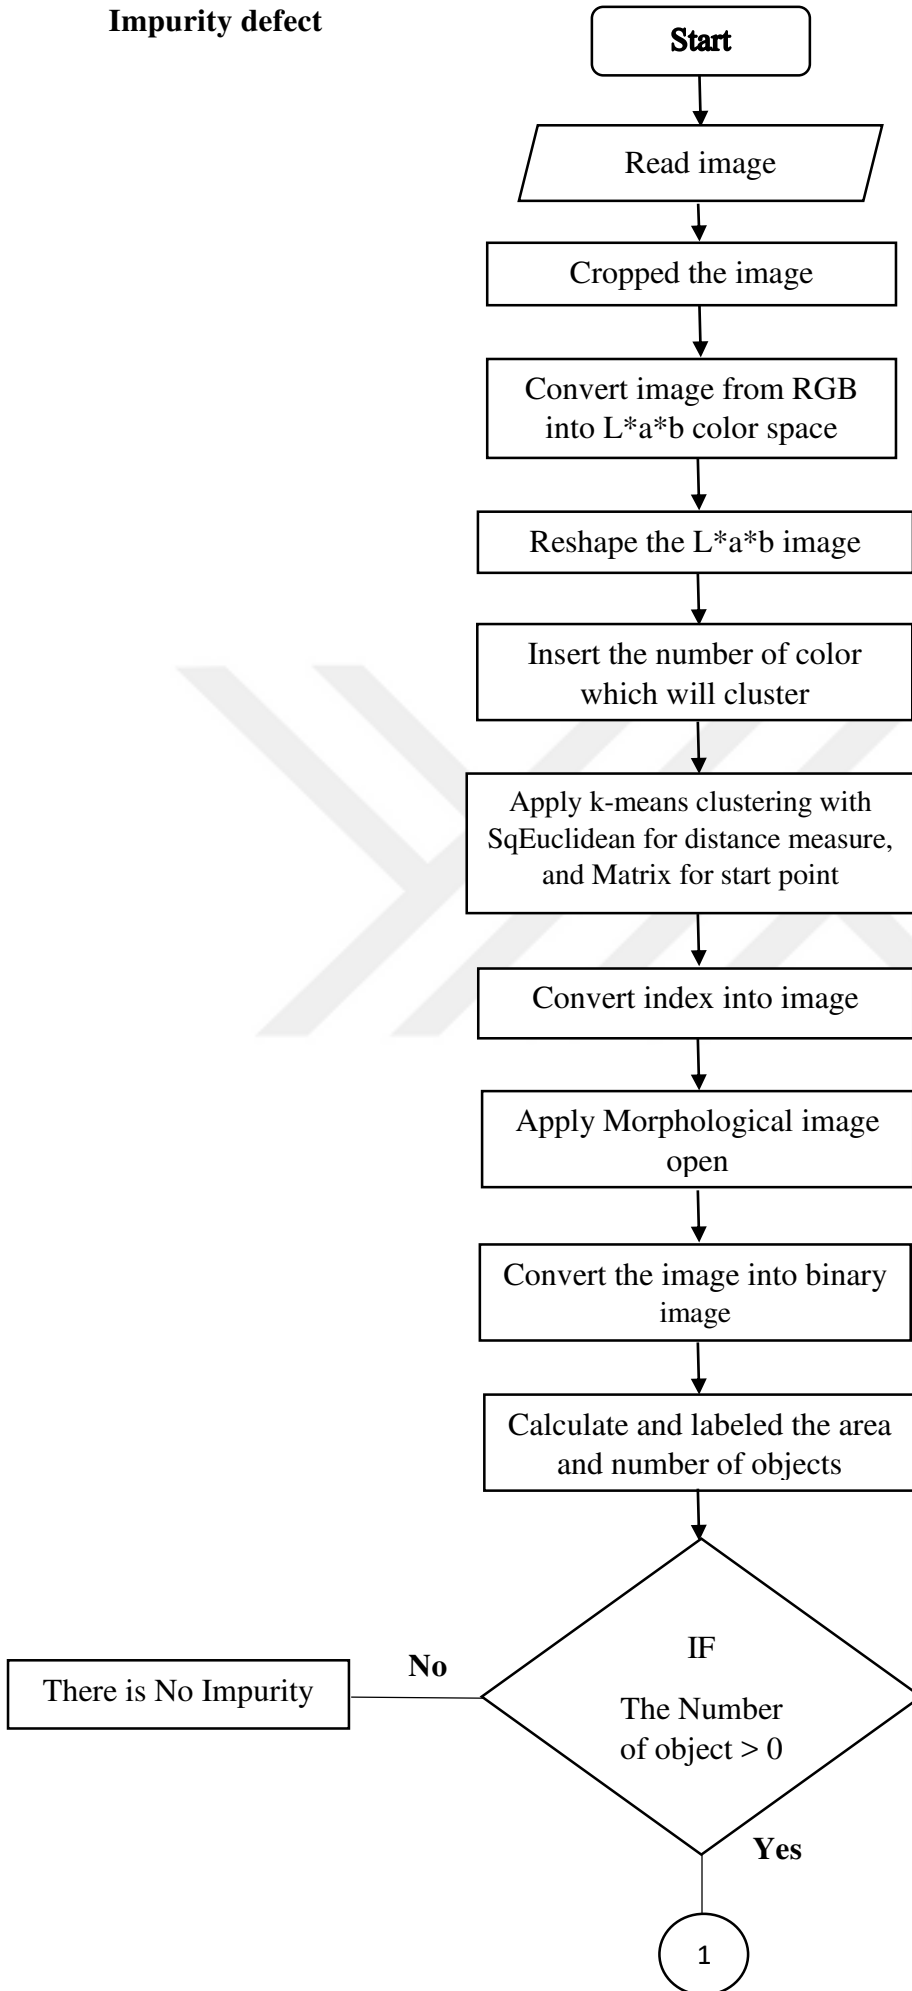 Impurity defect
Start
Read image
Cropped the image
Convert image from RGB
into L*a*b color space
Reshape the L*a*b image
Insert the number of color
which will cluster
Apply k-means clustering with
SqEuclidean for distance measure,
and Matrix for start point
Convert index into image
Apply Morphological image
open
Convert the image into binary
image
Calculate and labeled the area
and number of objects
IF
The Number
of object > 0
No
There is No Impurity
Yes
1